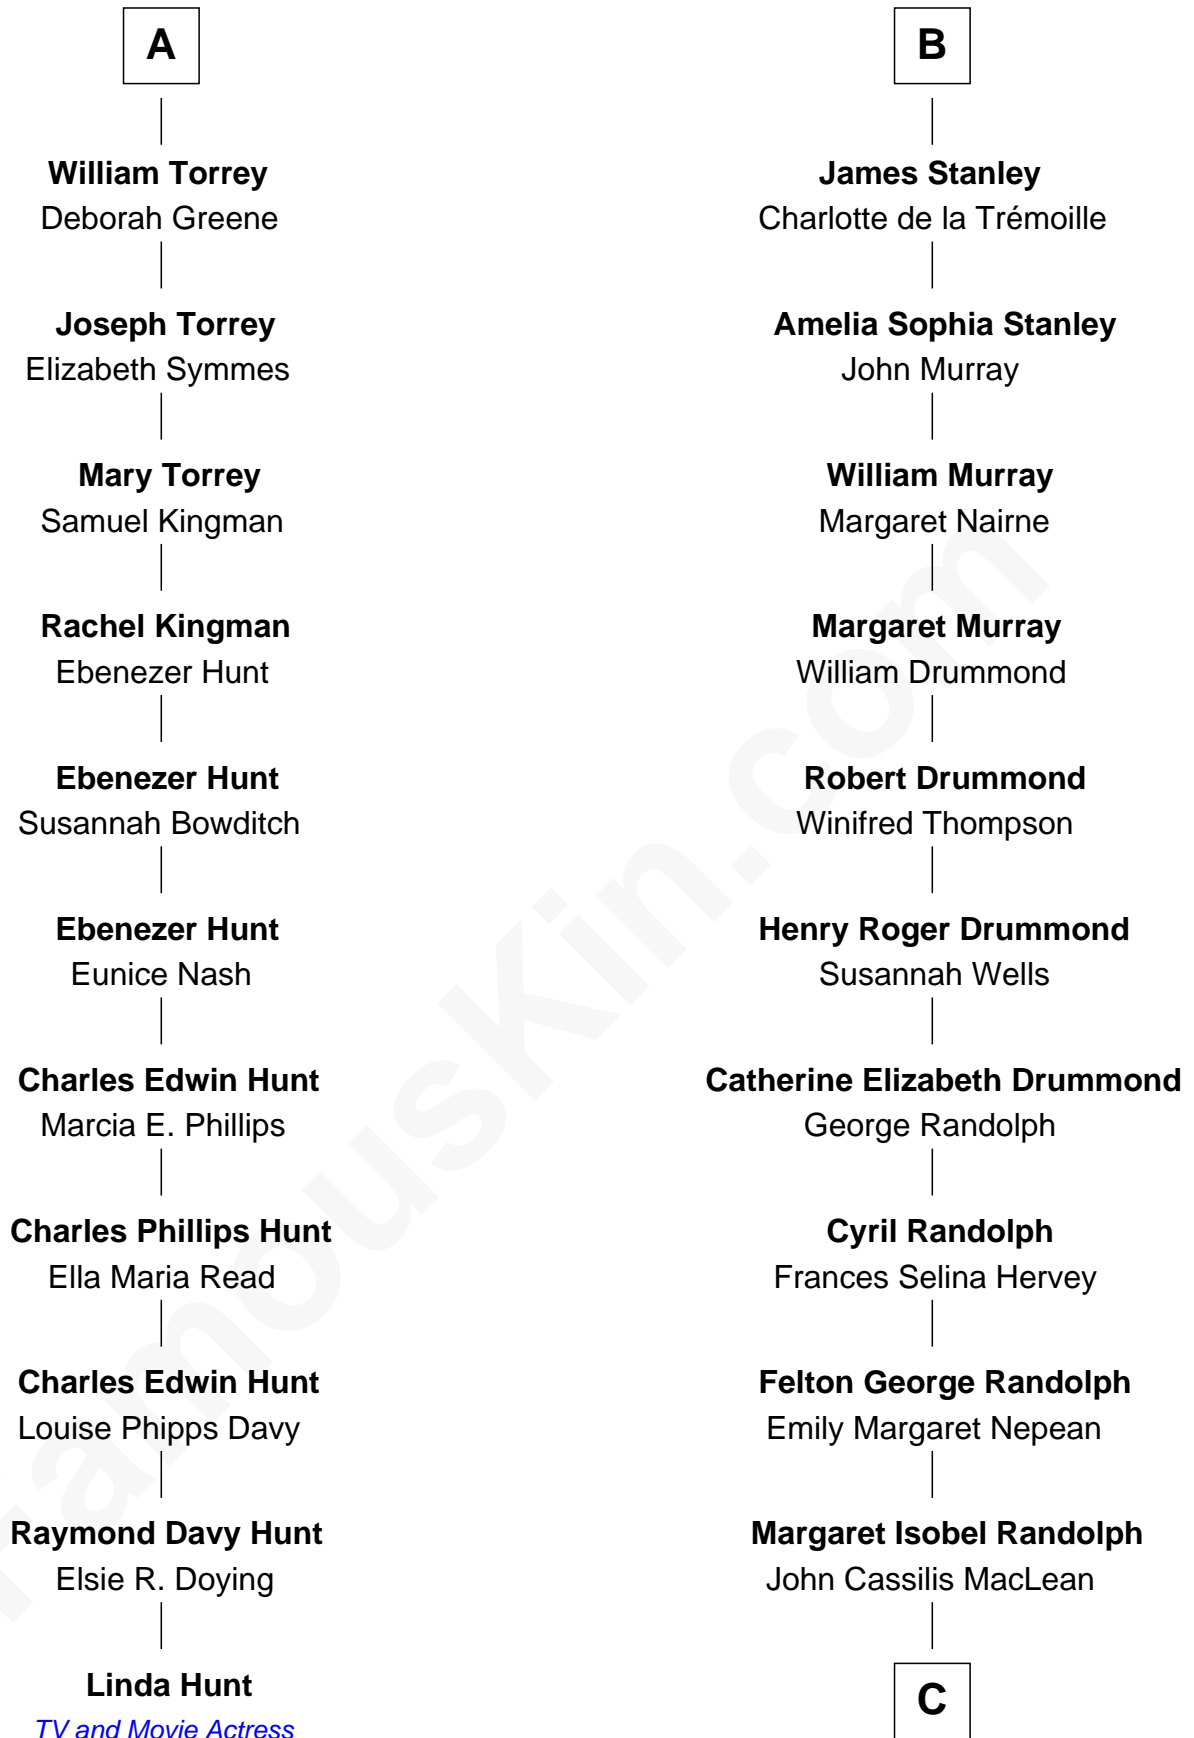 A
William Torrey
Deborah Greene
Joseph Torrey
Elizabeth Symmes
Mary Torrey
Samuel Kingman
Rachel Kingman
Ebenezer Hunt
Ebenezer Hunt
Susannah Bowditch
Ebenezer Hunt
Eunice Nash
Charles Edwin Hunt
Marcia E. Phillips
Charles Phillips Hunt
Ella Maria Read
Charles Edwin Hunt
Louise Phipps Davy
Raymond Davy Hunt
Elsie R. Doying
Linda Hunt
TV and Movie Actress
B
James Stanley
Charlotte de la Trémoille
Amelia Sophia Stanley
John Murray
William Murray
Margaret Nairne
Margaret Murray
William Drummond
Robert Drummond
Winifred Thompson
Henry Roger Drummond
Susannah Wells
Catherine Elizabeth Drummond
George Randolph
Cyril Randolph
Frances Selina Hervey
Felton George Randolph
Emily Margaret Nepean
Margaret Isobel Randolph
John Cassilis MacLean
C
FamousKin.com